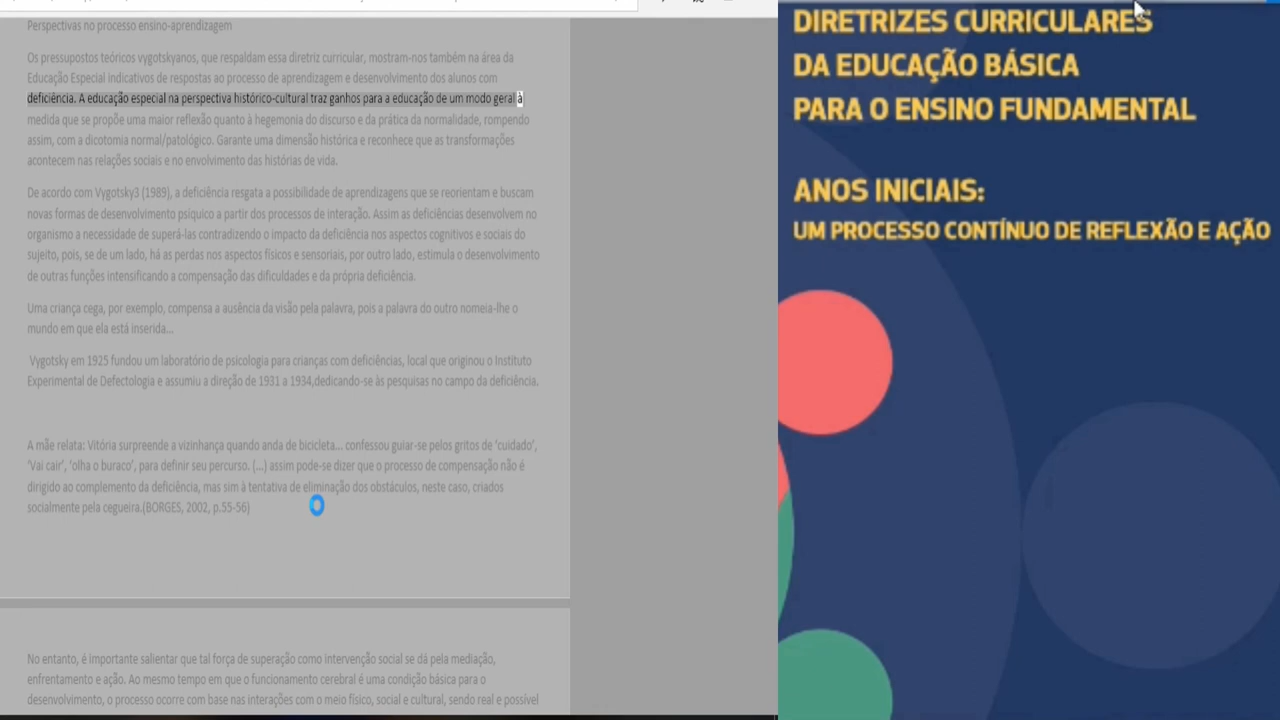 Perspectivas no processo ensino-aprendizagem
Os pressupostos teóricos vygotskyanos, que respaldam essa diretriz curricular, mostram-nos também na área da
Educação Especial indicativos de respostas ao processo de aprendizagem e desenvolvimento dos alunos com
deficiência. A educação especial na perspectiva histórico-cultural traz ganhos para a educação de um modo geral à
medida que se propõe uma maior reflexão quanto à hegemonia do discurso e da prática da normalidade, rompendo
assim, com a dicotomia normal/patológico. Garante uma dimensão histórica e reconhece que as transformações
acontecem nas relações sociais e no envolvimento das histórias de vida.
De acordo com Vygotsky3 (1989), a deficiência resgata a possibilidade de aprendizagens que se reorientam e buscam
novas formas de desenvolvimento psíquico a partir dos processos de interação. Assim as deficiências desenvolvem no
organismo a necessidade de superá-las contradizendo o impacto da deficiência nos aspectos cognitivos e sociais do
sujeito, pois, se de um lado, há as perdas nos aspectos físicos e sensoriais, por outro lado, estimula o desenvolvimento
de outras funções intensificando a compensação das dificuldades e da própria deficiência.
Uma criança cega, por exemplo, compensa a ausência da visão pela palavra, pois a palavra do outro nomeia-lhe o
mundo em que ela está inserida...
Vygotsky em 1925 fundou um laboratório de psicologia para crianças com deficiências, local que originou o Instituto
Experimental de Defectologia e assumiu a direção de 1931 a 1934,dedicando-se às pesquisas no campo da deficiência.
A mãe relata: Vitória surpreende a vizinhança quando anda de bicicleta... confessou guiar-se pelos gritos de ‘cuidado’,
‘Vai cair’, ‘olha o buraco’, para definir seu percurso. (...) assim pode-se dizer que o processo de compensação não é
dirigido ao complemento da deficiência, mas sim à tentativa de eliminação dos obstáculos, neste caso, criados
socialmente pela cegueira.(BORGES, 2002, p.55-56)
No entanto, é importante salientar que tal força de superação como intervenção social se dá pela mediação,
enfrentamento e ação. Ao mesmo tempo em que o funcionamento cerebral é uma condição básica para o
desenvolvimento, o processo ocorre com base nas interações com o meio físico, social e cultural, sendo real e possível
DIRETRIZES CURRICULARES
DA EDUCAÇÃO BÁSICA
PARA O ENSINO FUNDAMENTAL
ANOS INICIAIS:
UM PROCESSO CONTÍNUO DE REFLEXÃO E AÇÃO